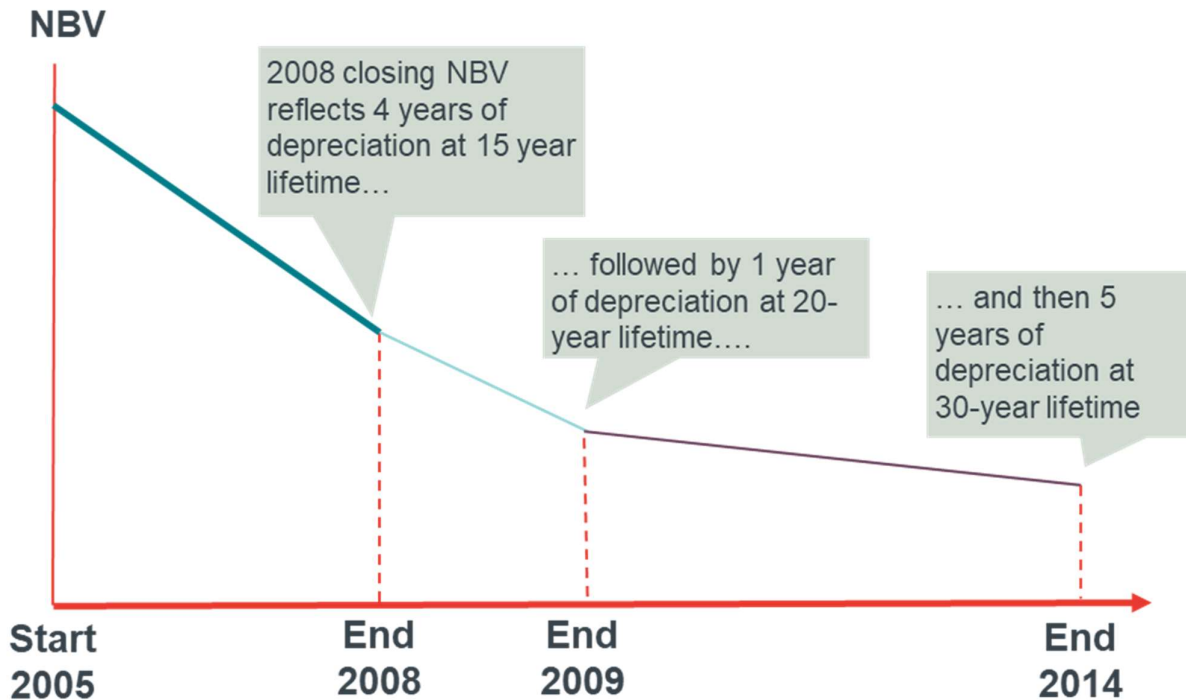 NBV
2008 closing NBV
reflects 4 years of
depreciation at 15 year
lifetime…
… followed by 1 year
of depreciation at 20-
year lifetime….
… and then 5
years of
depreciation at
30-year lifetime
Start
2005
End
2008
End
2009
End
2014